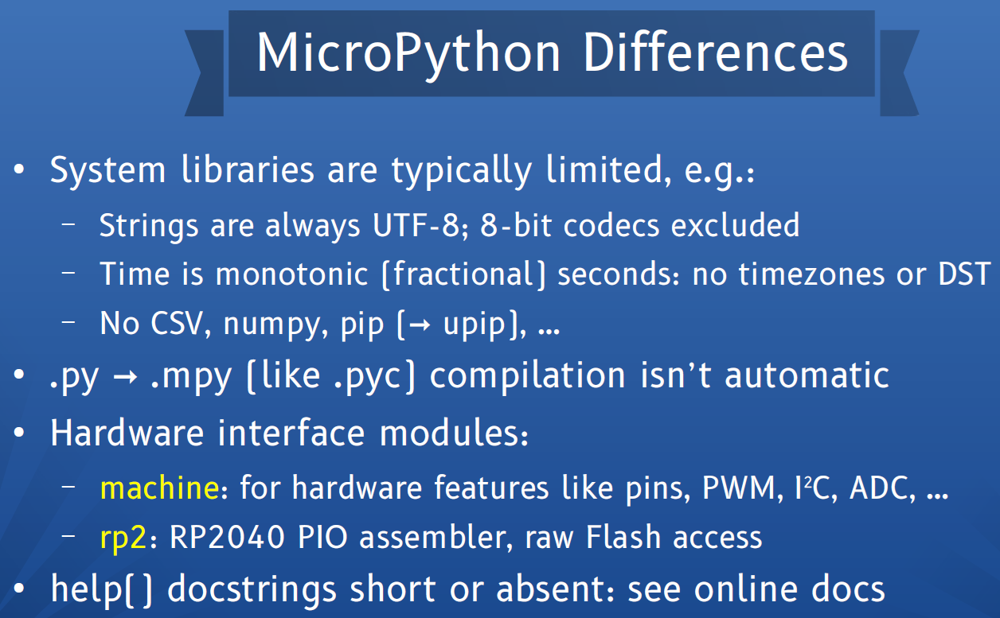 MicroPython Differences
• System libraries are typically limited, e.g.:
– Strings are always UTF-8; 8-bit codecs excluded
– Time is monotonic (fractional) seconds: no timezones or DST
– No CSV, numpy, pip (→ upip), …
• .py → .mpy (like .pyc) compilation isn’t automatic
• Hardware interface modules:
– machine: for hardware features like pins, PWM, I²C, ADC, …
– rp2: RP2040 PIO assembler, raw Flash access
• help() docstrings short or absent: see online docs